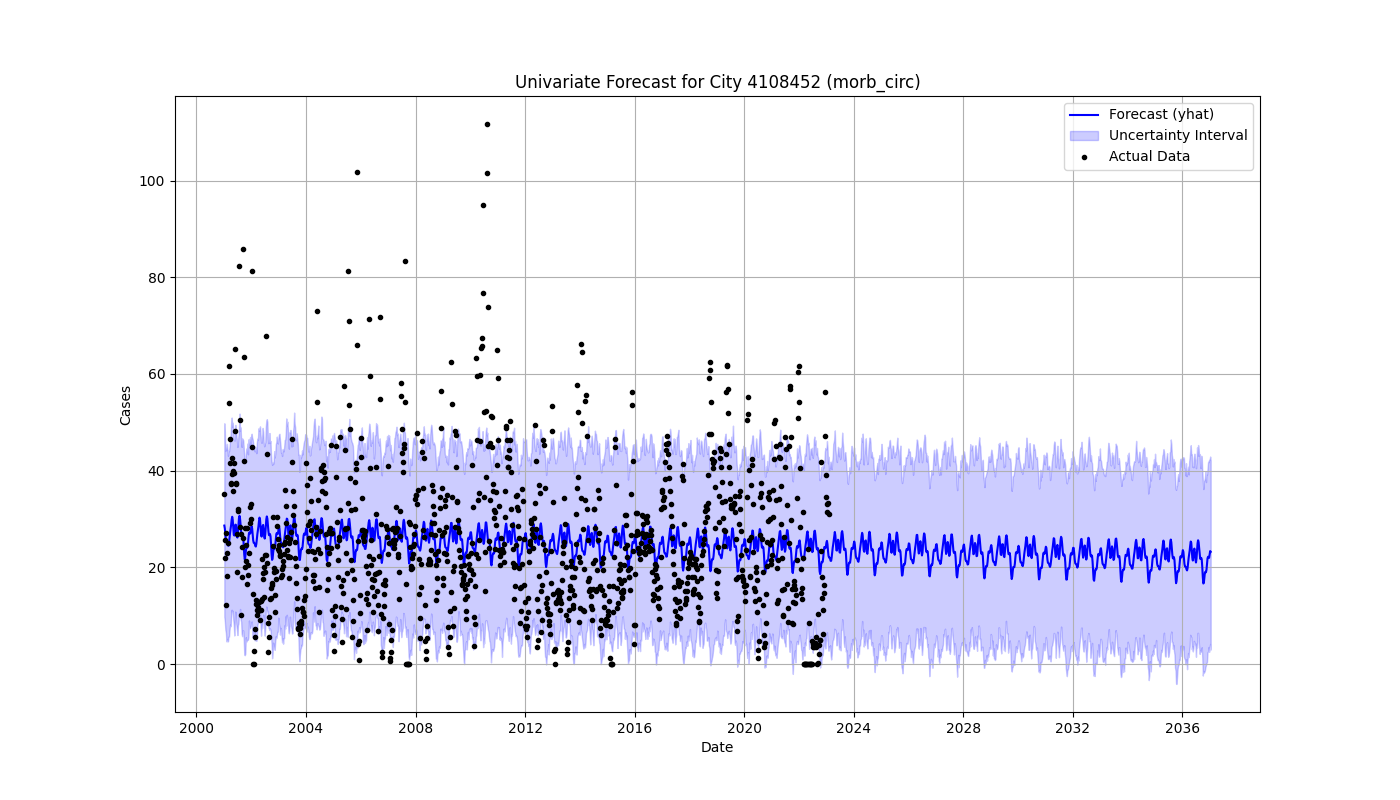 Univariate Forecast for City 4108452 (morb_circ)
Forecast (yhat)
Uncertainty Interval
Actual Data
Cases
100
80
60
40
20
0
2000 2004 2008 2012 2016 2020 2024 2028 2032 2036
Date